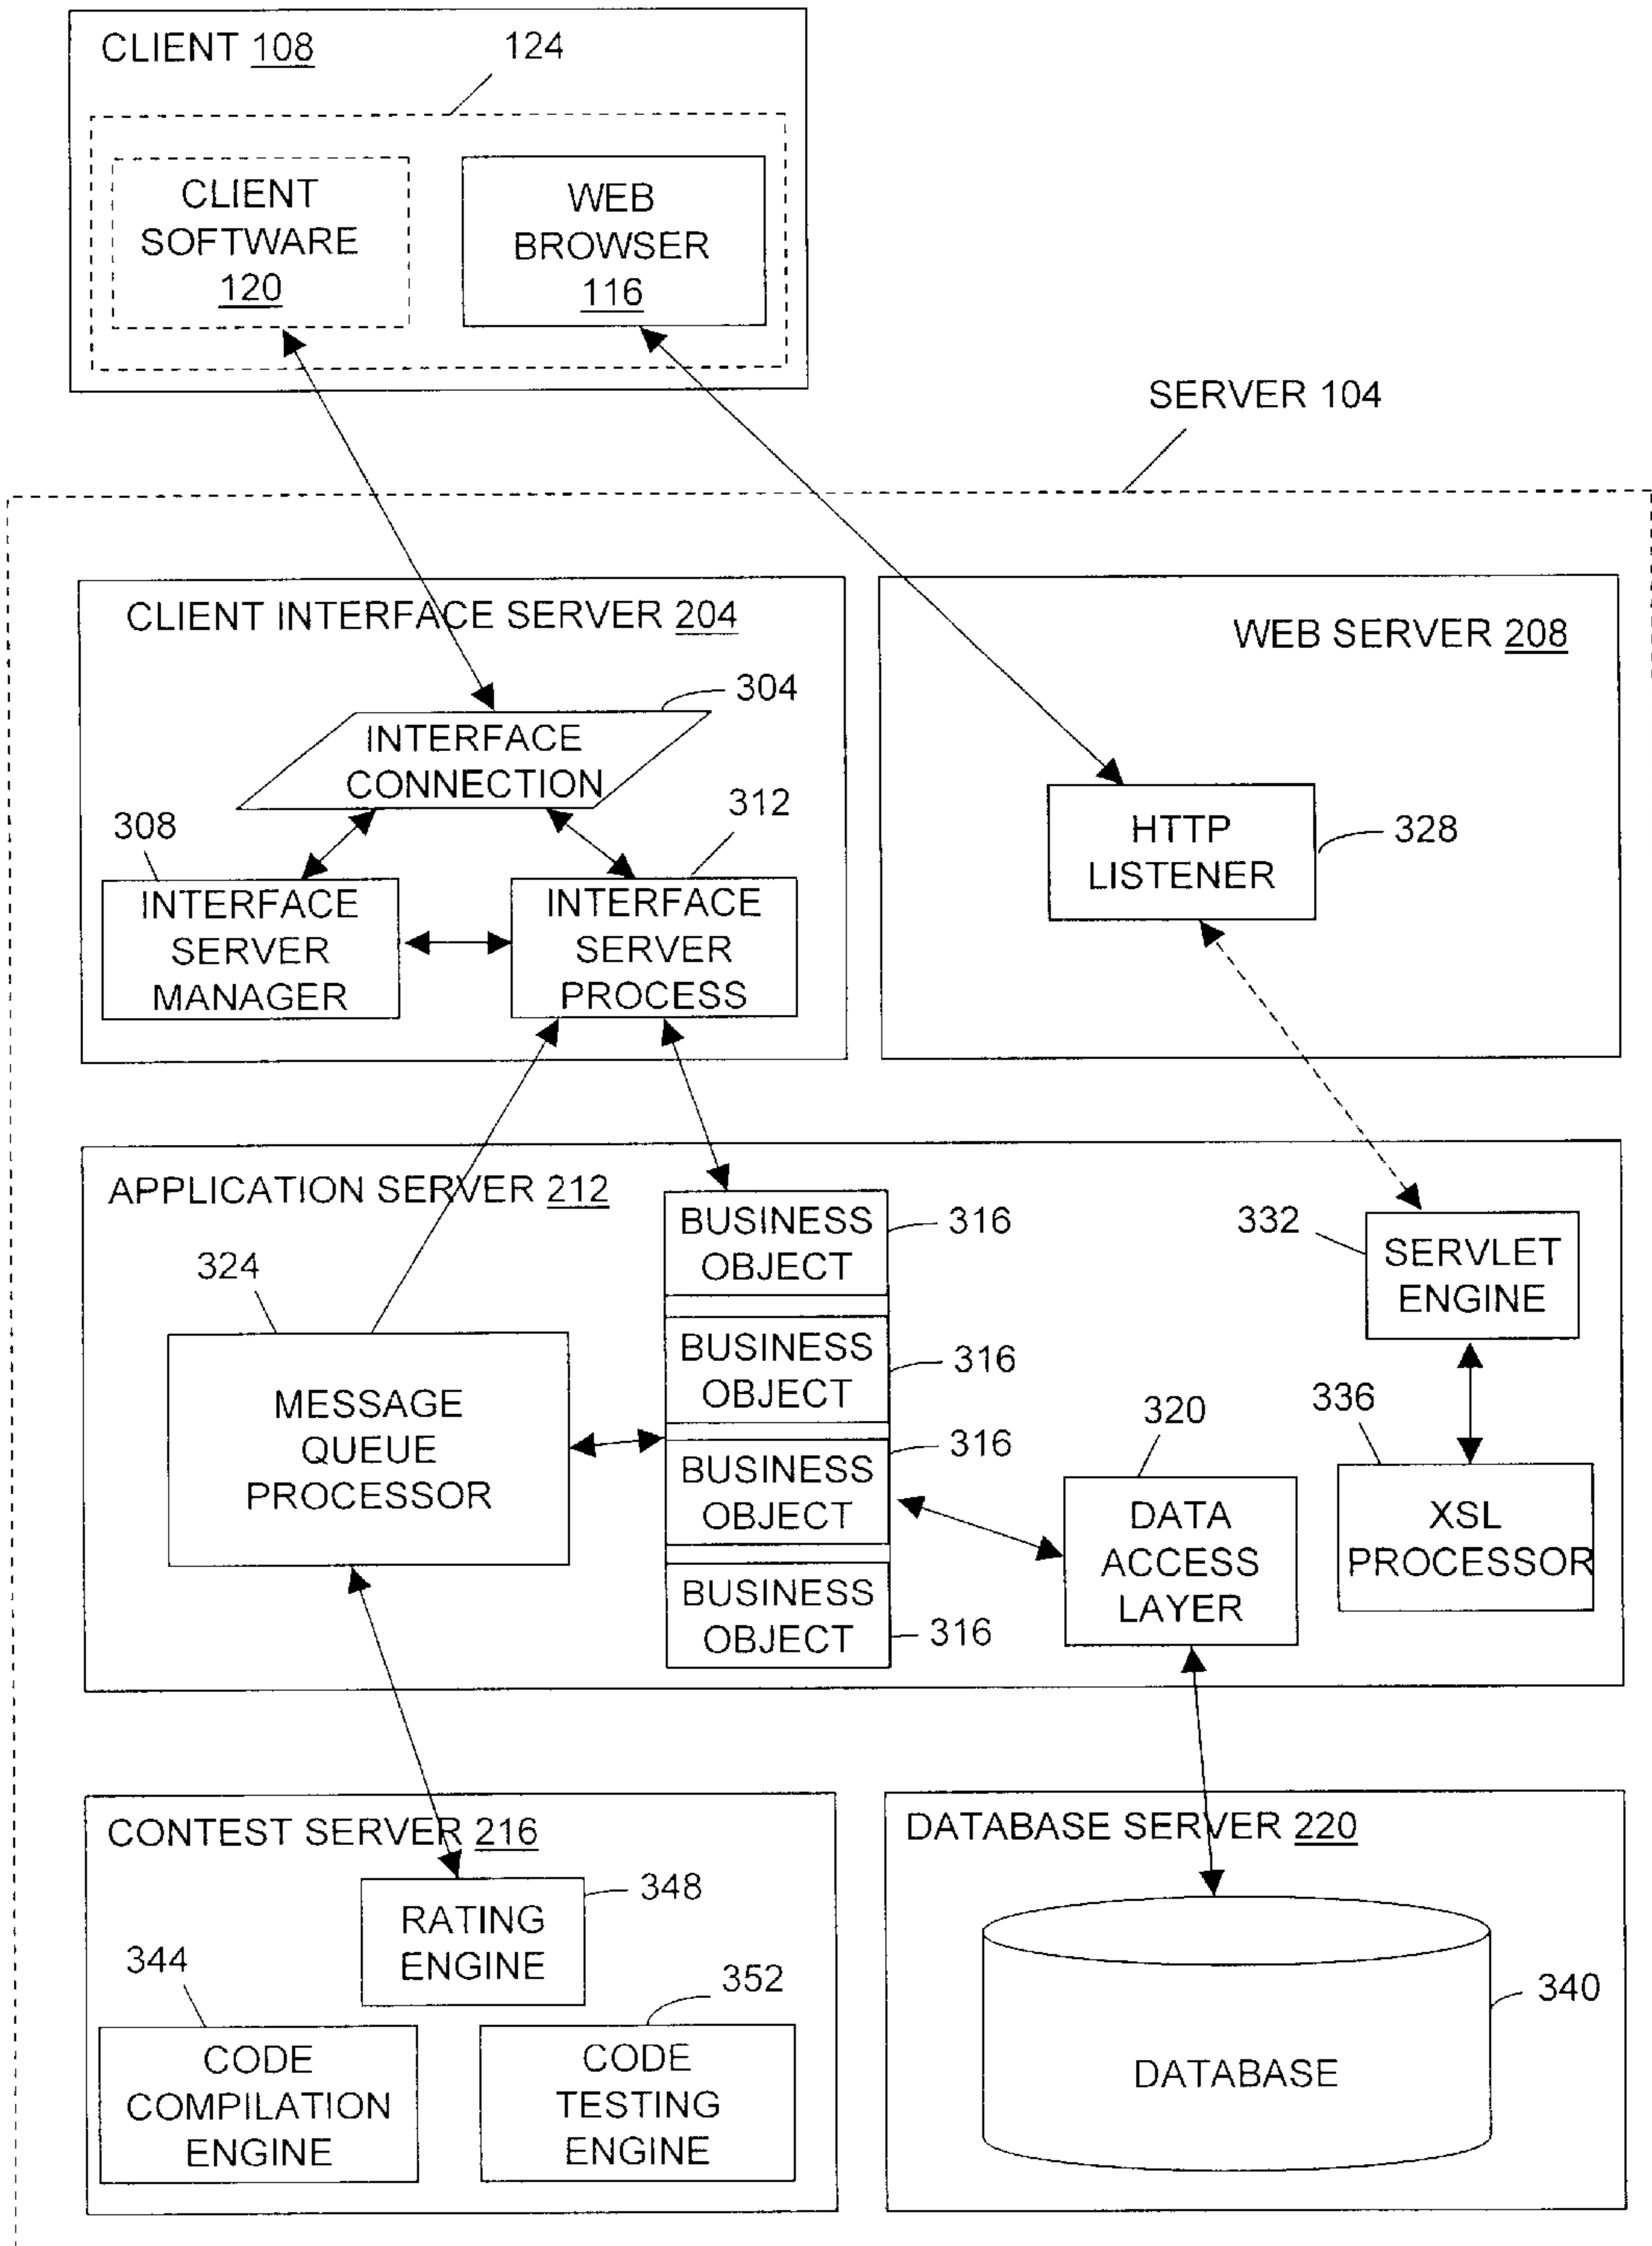 CLIENT 108
124
CLIENT
SOFTWARE
120
WEB
BROWSER
116
SERVER 104
CLIENT INTERFACE SERVER 204
304
INTERFACE
CONNECTION
308
312
INTERFACE
SERVER
MANAGER
INTERFACE
SERVER
PROCESS
WEB SERVER 208
HTTP
LISTENER
328
APPLICATION SERVER 212
324
MESSAGE
QUEUE
PROCESSOR
BUSINESS
OBJECT
316
BUSINESS
OBJECT
316
BUSINESS
OBJECT
316
BUSINESS
OBJECT
316
320
DATA
ACCESS
LAYER
332
SERVLET
ENGINE
336
XSL
PROCESSOR
CONTEST SERVER 216
348
RATING
ENGINE
344
CODE
COMPILATION
ENGINE
352
CODE
TESTING
ENGINE
DATABASE SERVER 220
340
DATABASE